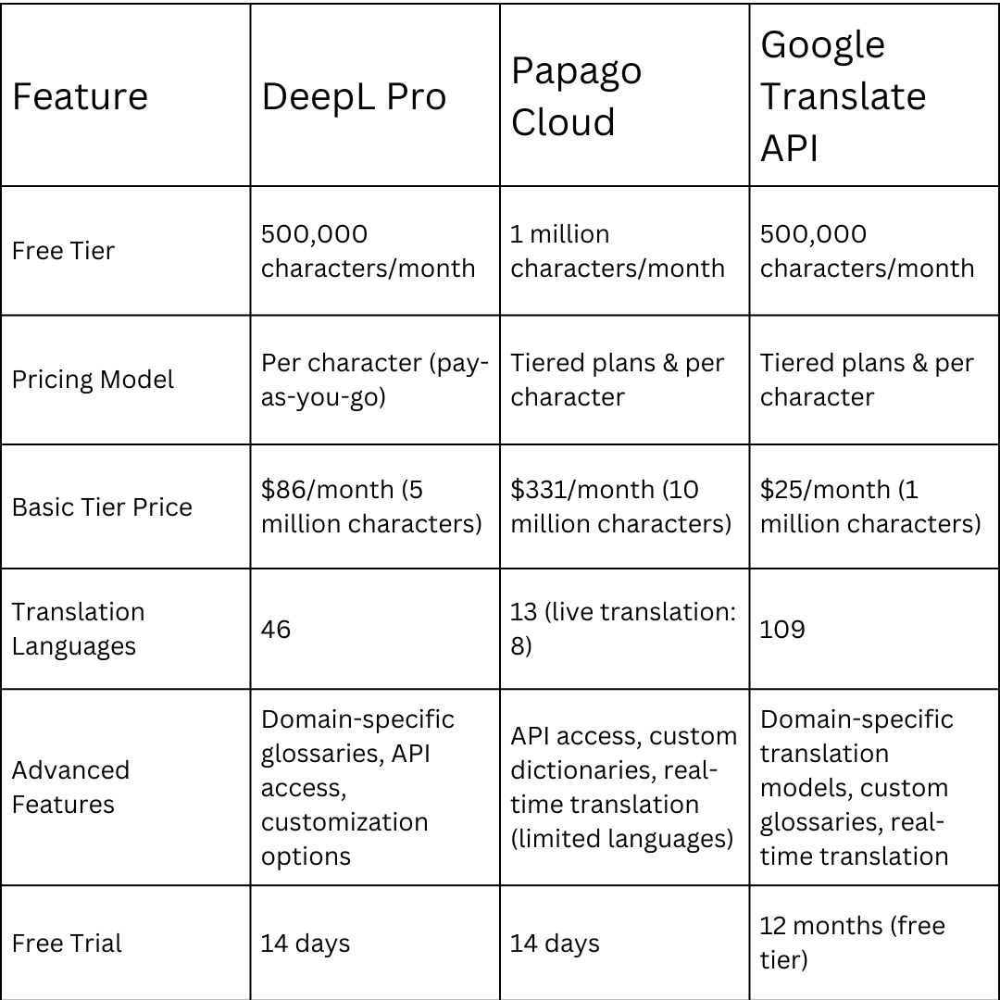 Feature
DeepL Pro
Papago
Cloud
Google
Translate
API
Free Tier
500,000
characters/month
1 million
characters/month
500,000
characters/month
Pricing Model
Per character (pay-
as-you-go)
Tiered plans & per
character
Tiered plans & per
character
Basic Tier Price
$86/month (5
million characters)
$331/month (10
million characters)
$25/month (1
million characters)
Translation
Languages
46
13 (live translation:
8)
109
Advanced
Features
Domain-specific
glossaries, API
access,
customization
options
API access, custom
dictionaries, real-
time translation
(limited languages)
Domain-specific
translation
models, custom
glossaries, real-
time translation
Free Trial
14 days
14 days
12 months (free
tier)